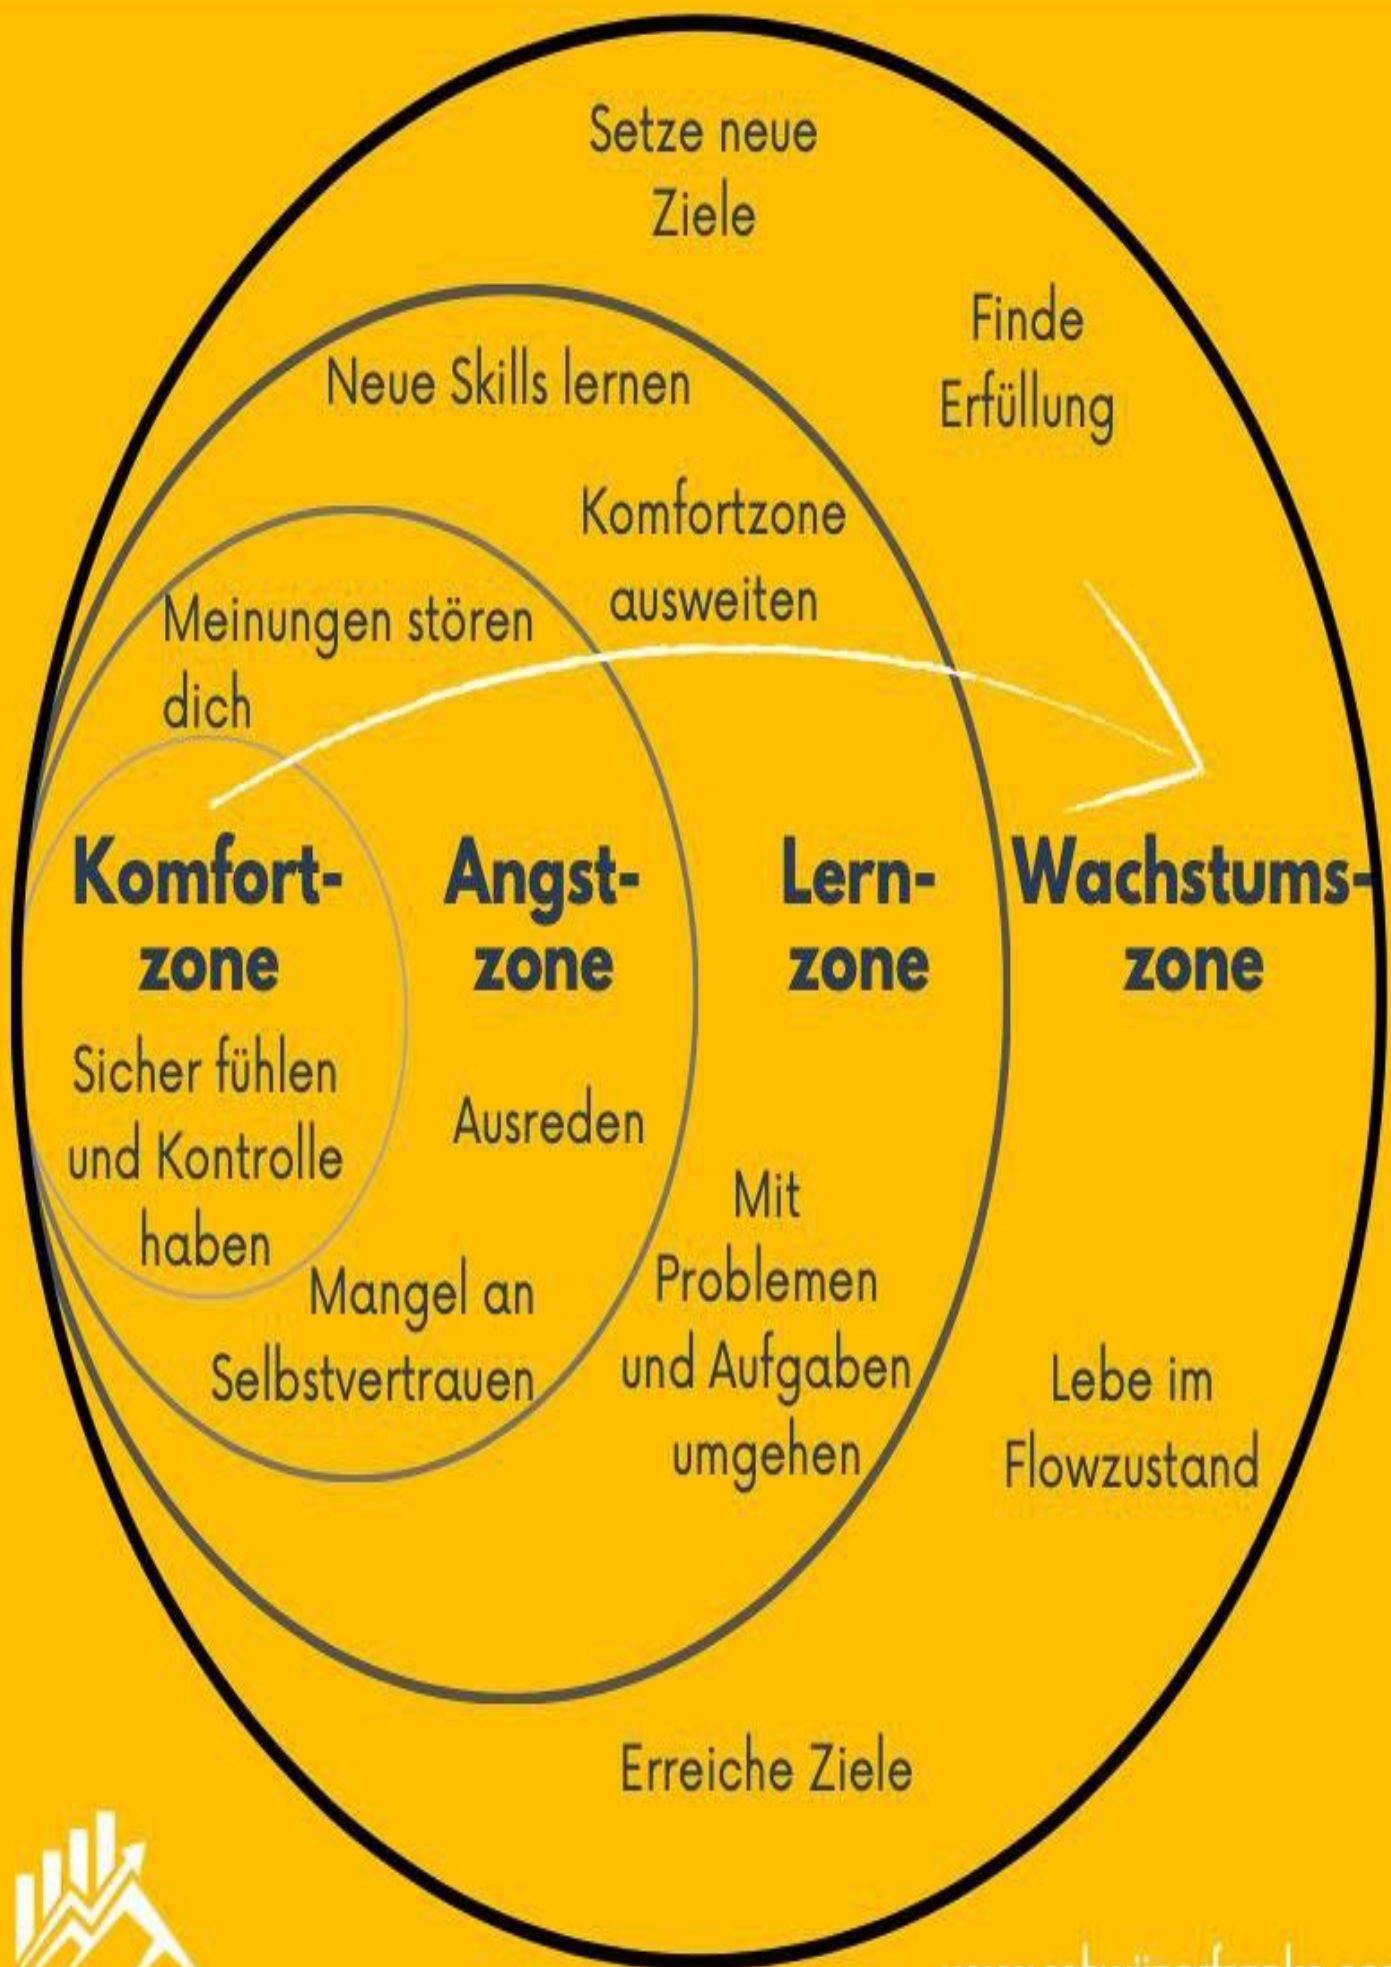 Setze neue
Ziele
Finde
Erfüllung
Neue Skills lernen
Komfortzone
ausweiten
Meinungen stören
dich
Komfort-
zone
Angst-
zone
Lern-
zone
Wachstums-
zone
Sicher fühlen
und Kontrolle
haben
Ausreden
Mangel an
Selbstvertrauen
Mit
Problemen
und Aufgaben
umgehen
Lebe im
Flowzustand
Erreiche Ziele